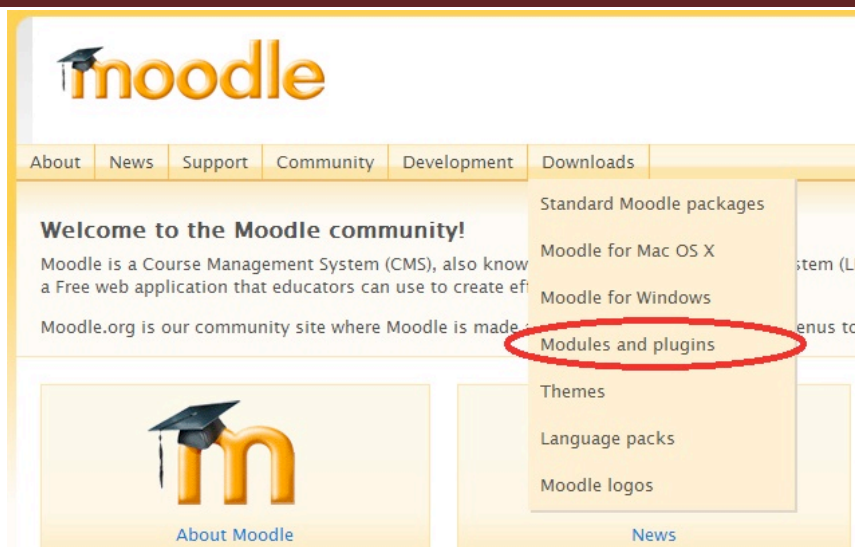 moodle
About News Support Community Development Downloads
Standard Moodle packages
Welcome to the Moodle community!
Moodle for Mac OS X
Moodle is a Course Management System (CMS), also know
a Free web application that educators can use to create ef
Moodle for Windows
Moodle.org is our community site where Moodle is made
enus to
Modules and plugins
Themes
Language packs
Moodle logos
m
About Moodle
News